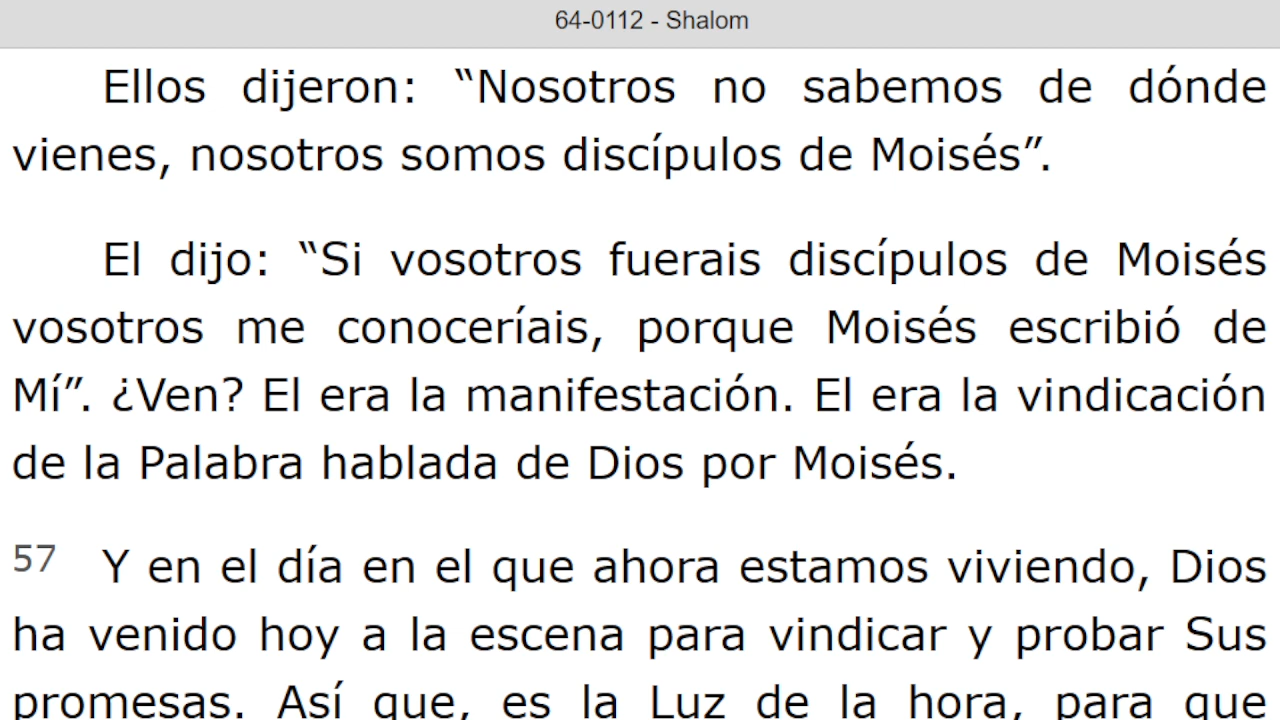 64-0112 - Shalom
Ellos dijeron: “Nosotros no sabemos de dónde
vienes, nosotros somos discípulos de Moisés”.
El dijo: “Si vosotros fuerais discípulos de Moisés
vosotros me conoceríais, porque Moisés escribió de
Mí”. ¿Ven? El era la manifestación. El era la vindicación
de la Palabra hablada de Dios por Moisés.
57 Y en el día en el que ahora estamos viviendo, Dios
ha venido hoy a la escena para vindicar y probar Sus
promesas. Así que, es la Luz de la hora, para que